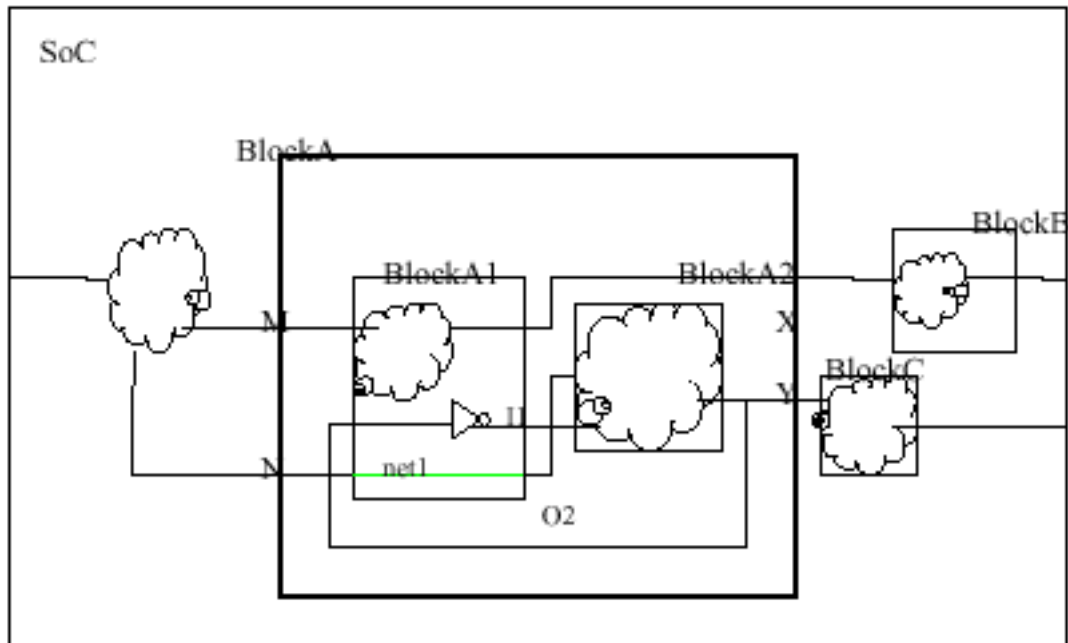 SoC
BlockA
BlockB
BlockA1
BlockA2
M
X
BlockC
Y
I1
N
net1
O2